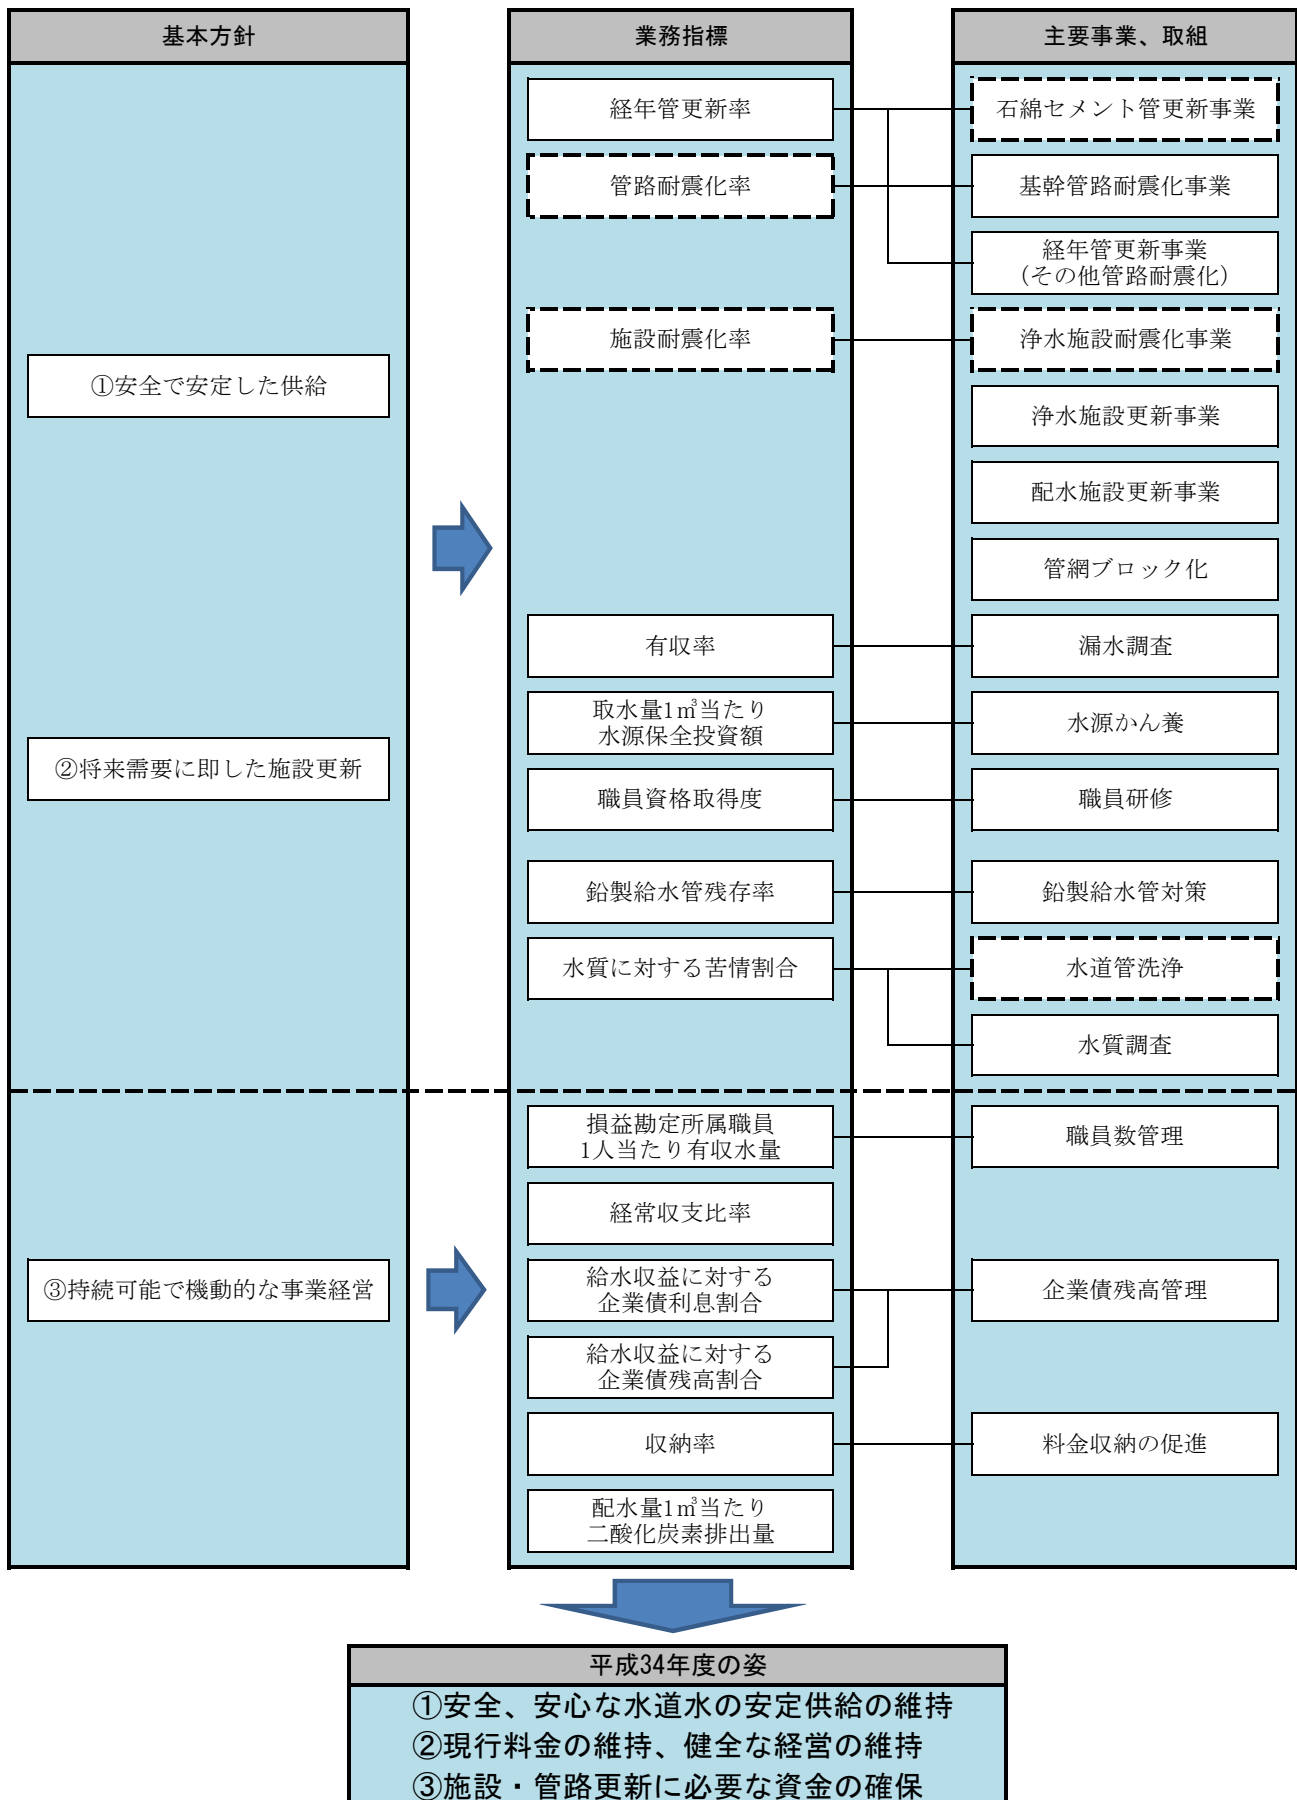 基本方針
①安全で安定した供給
②将来需要に即した施設更新
③持続可能で機動的な事業経営
業務指標
経年管更新率
管路耐震化率
施設耐震化率
有収率
取水量1㎥当たり
水源保全投資額
職員資格取得度
鉛製給水管残存率
水質に対する苦情割合
損益勘定所属職員
1人当たり有収水量
経常収支比率
給水収益に対する
企業債利息割合
給水収益に対する
企業債残高割合
収納率
配水量1㎥当たり
二酸化炭素排出量
主要事業、取組
石綿セメント管更新事業
基幹管路耐震化事業
経年管更新事業
(その他管路耐震化)
浄水施設耐震化事業
浄水施設更新事業
配水施設更新事業
管網ブロック化
漏水調査
水源かん養
職員研修
鉛製給水管対策
水道管洗浄
水質調査
職員数管理
企業債残高管理
料金収納の促進
平成34年度の姿
①安全、安心な水道水の安定供給の維持
②現行料金の維持、健全な経営の維持
③施設・管路更新に必要な資金の確保